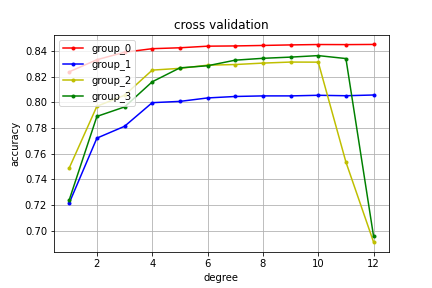 cross validation
accuracy
0.84
0.82
0.80
0.78
0.76
0.74
0.72
0.70
group_0
group_1
group_2
group_3
2
4
6
8
10
12
degree